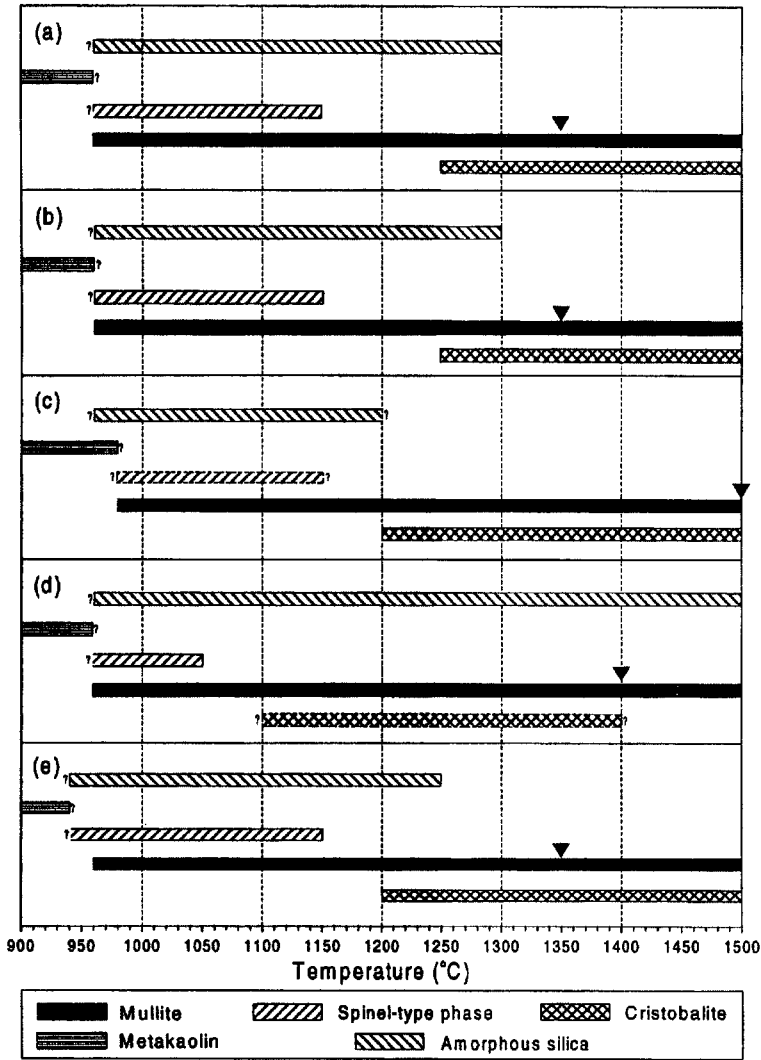 (a)
?
?
?
(b)
?
?
?
(c)
? ?
?
? ?
(d)
?
?
?
? ?
(e)
?
?
?
900 1000 1050 1100 1150 1200 1250 1300 1350 1400 1450 1500
Temperature (°C)
Mullite Spinel-type phase Cristobalite
Metakaolin Amorphous silica